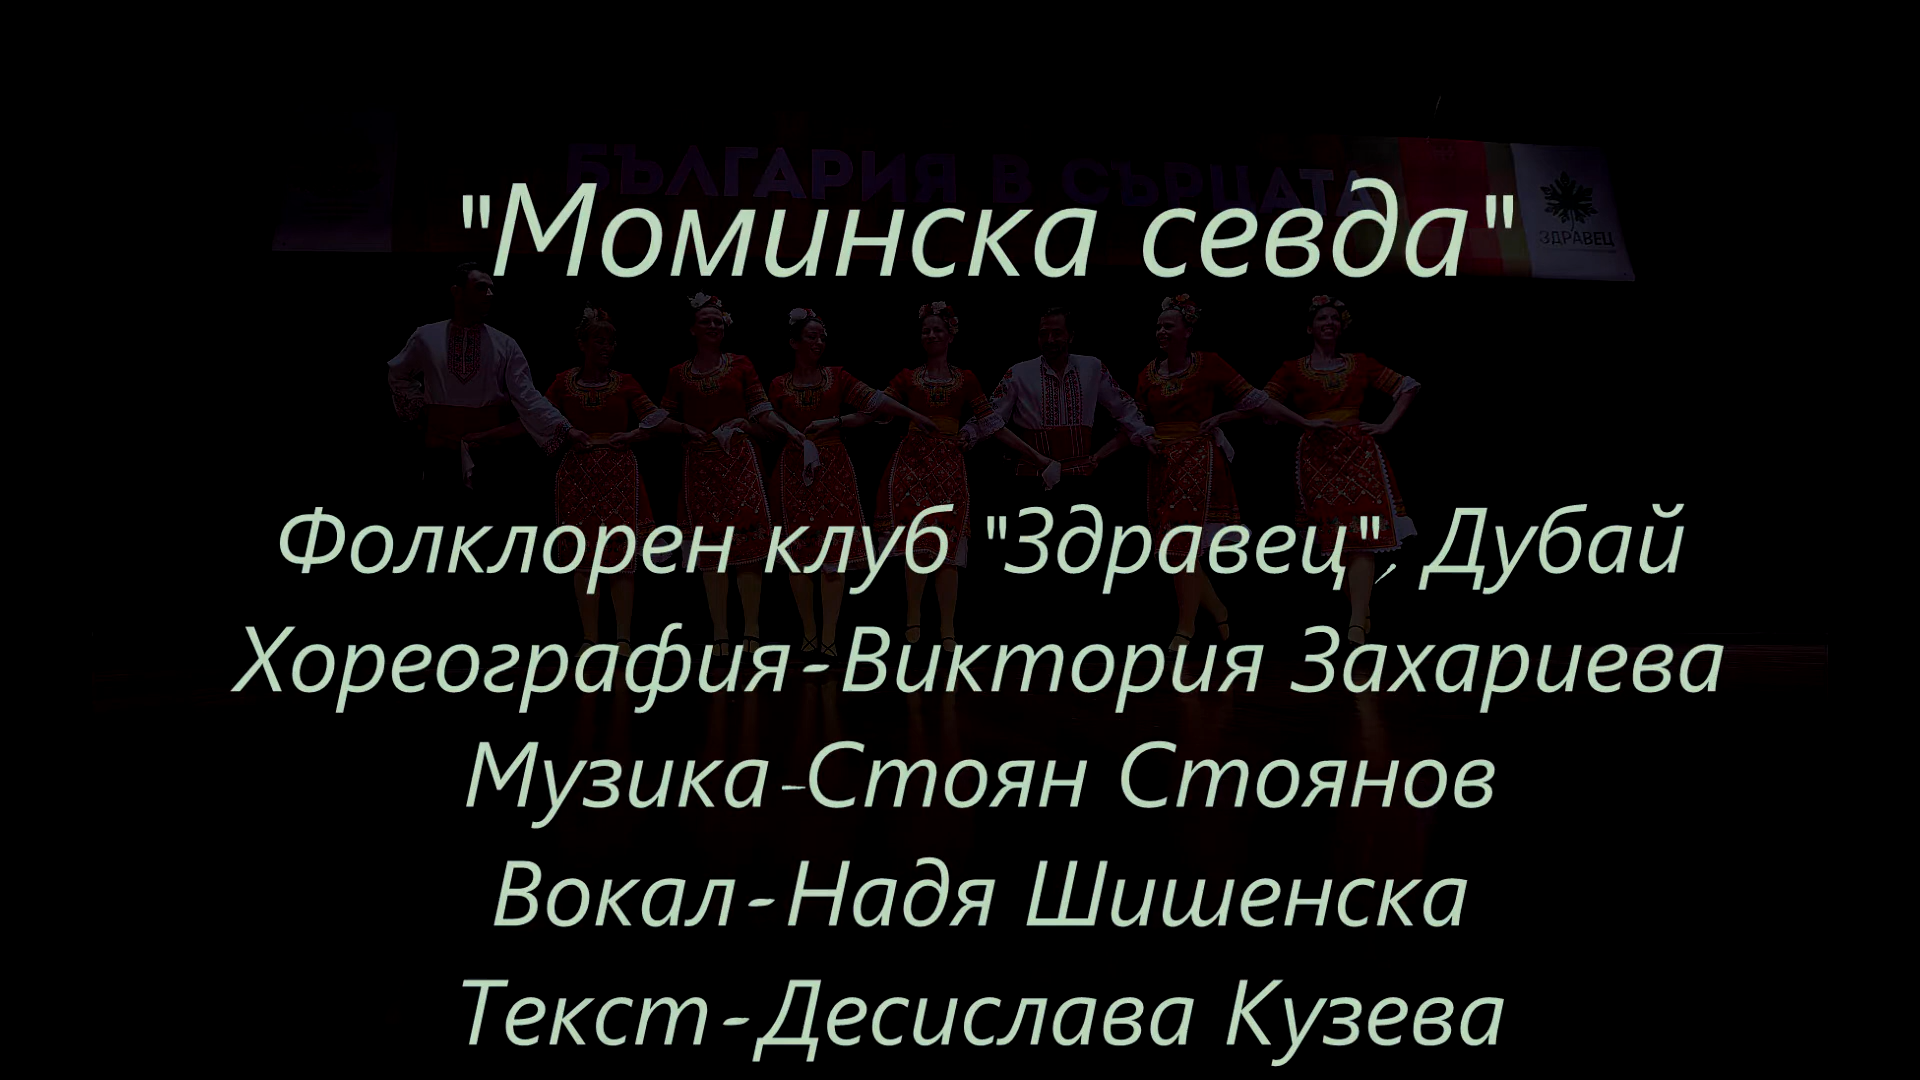 БЪЛГАРИЯ В СЪРЦАТА
ЗДРАВЕЦ
"Моминска севда"
Фолклорен клуб "Здравец", Дубай
Хореография-Виктория Захариева
Музика-Стоян Стоянов
Вокал-Надя Шишенска
Текст-Десислава Кузева